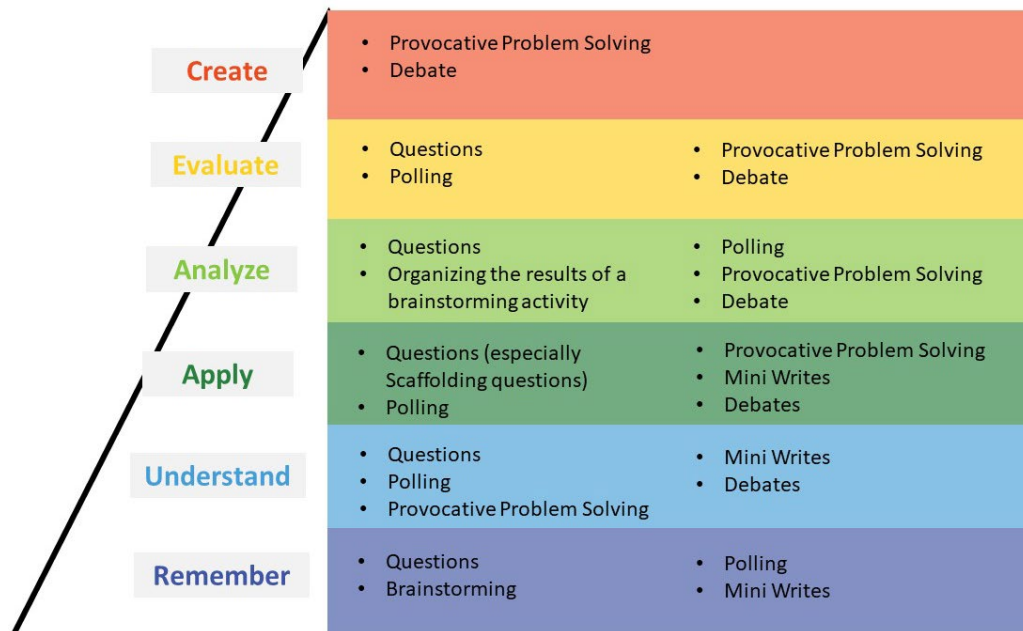 Create
• Provocative Problem Solving
• Debate
Evaluate
• Questions
• Polling
• Provocative Problem Solving
• Debate
Analyze
• Questions
• Organizing the results of a
brainstorming activity
• Polling
• Provocative Problem Solving
• Debate
Apply
• Questions (especially
Scaffolding questions)
• Polling
• Provocative Problem Solving
• Mini Writes
• Debates
Understand
• Questions
• Polling
• Provocative Problem Solving
• Mini Writes
• Debates
Remember
• Questions
• Brainstorming
• Polling
• Mini Writes